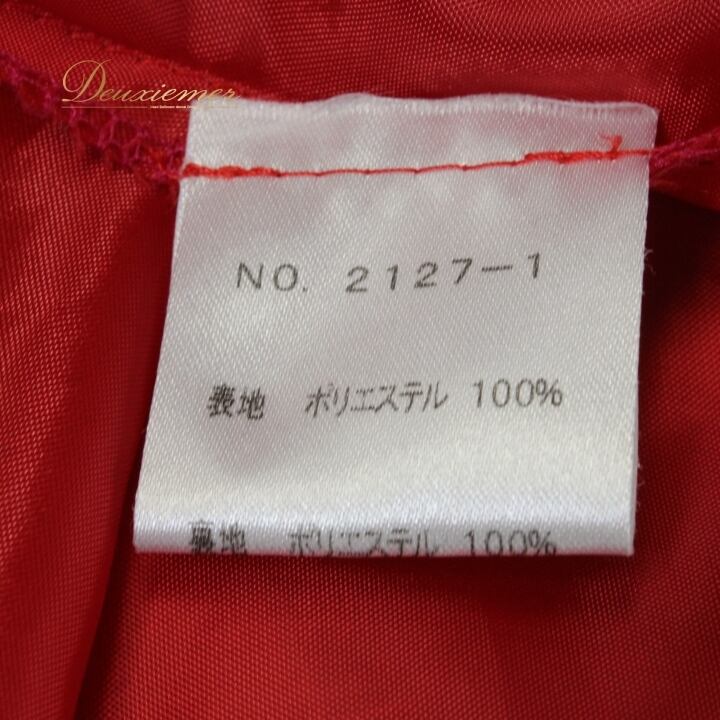 Deuxiemer
NO. 2127-1
表地 ポリエステル 100%
裏地 ポリエステル 100%